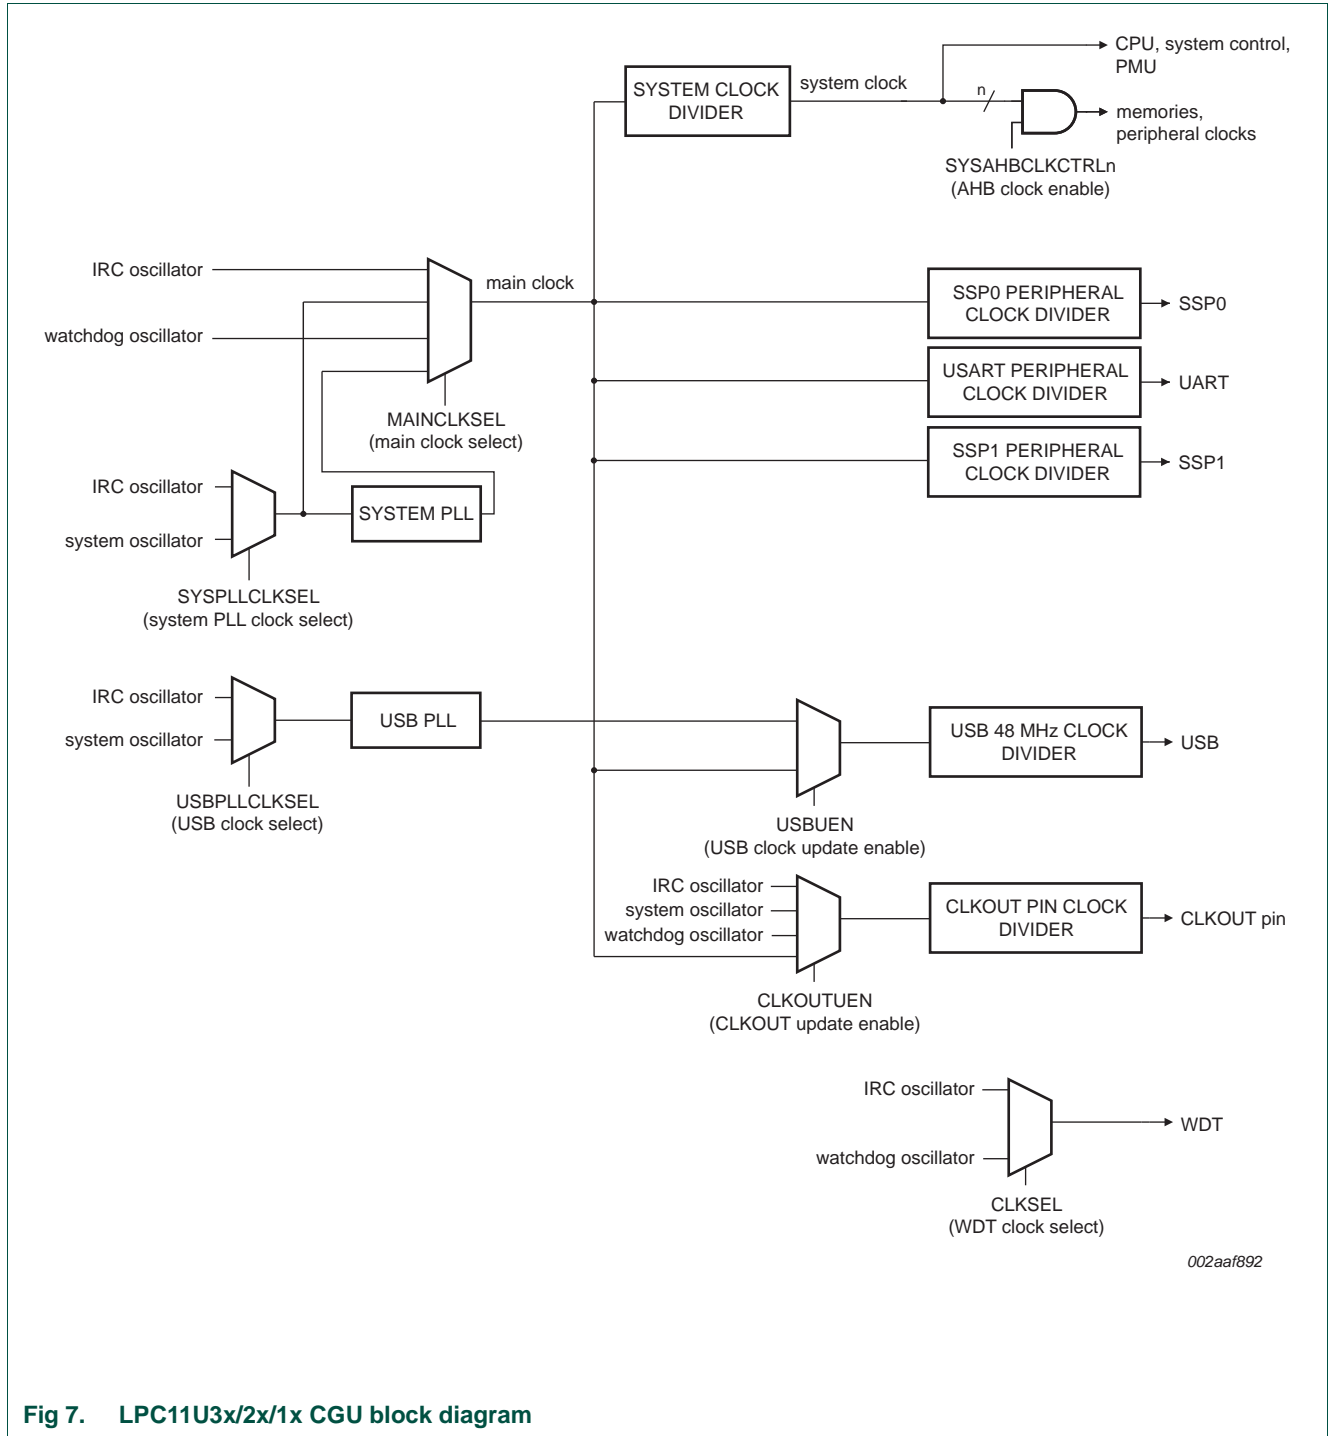 CPU, system control,
PMU
SYSTEM CLOCK
DIVIDER
system clock
n
memories,
peripheral clocks
SYSAHBCLKCTRLn
(AHB clock enable)
IRC oscillator
main clock
watchdog oscillator
MAINCLKSEL
(main clock select)
SSP0 PERIPHERAL
CLOCK DIVIDER
SSP0
USART PERIPHERAL
CLOCK DIVIDER
UART
SSP1 PERIPHERAL
CLOCK DIVIDER
SSP1
IRC oscillator
system oscillator
SYSTEM PLL
SYSPLLCLKSEL
(system PLL clock select)
IRC oscillator
system oscillator
USB PLL
USBPLLCLKSEL
(USB clock select)
USB 48 MHz CLOCK
DIVIDER
USB
USBUEN
(USB clock update enable)
IRC oscillator
system oscillator
watchdog oscillator
CLKOUT PIN CLOCK
DIVIDER
CLKOUT pin
CLKOUTUEN
(CLKOUT update enable)
IRC oscillator
WDT
watchdog oscillator
CLKSEL
(WDT clock select)
002aaf892
Fig 7. LPC11U3x/2x/1x CGU block diagram